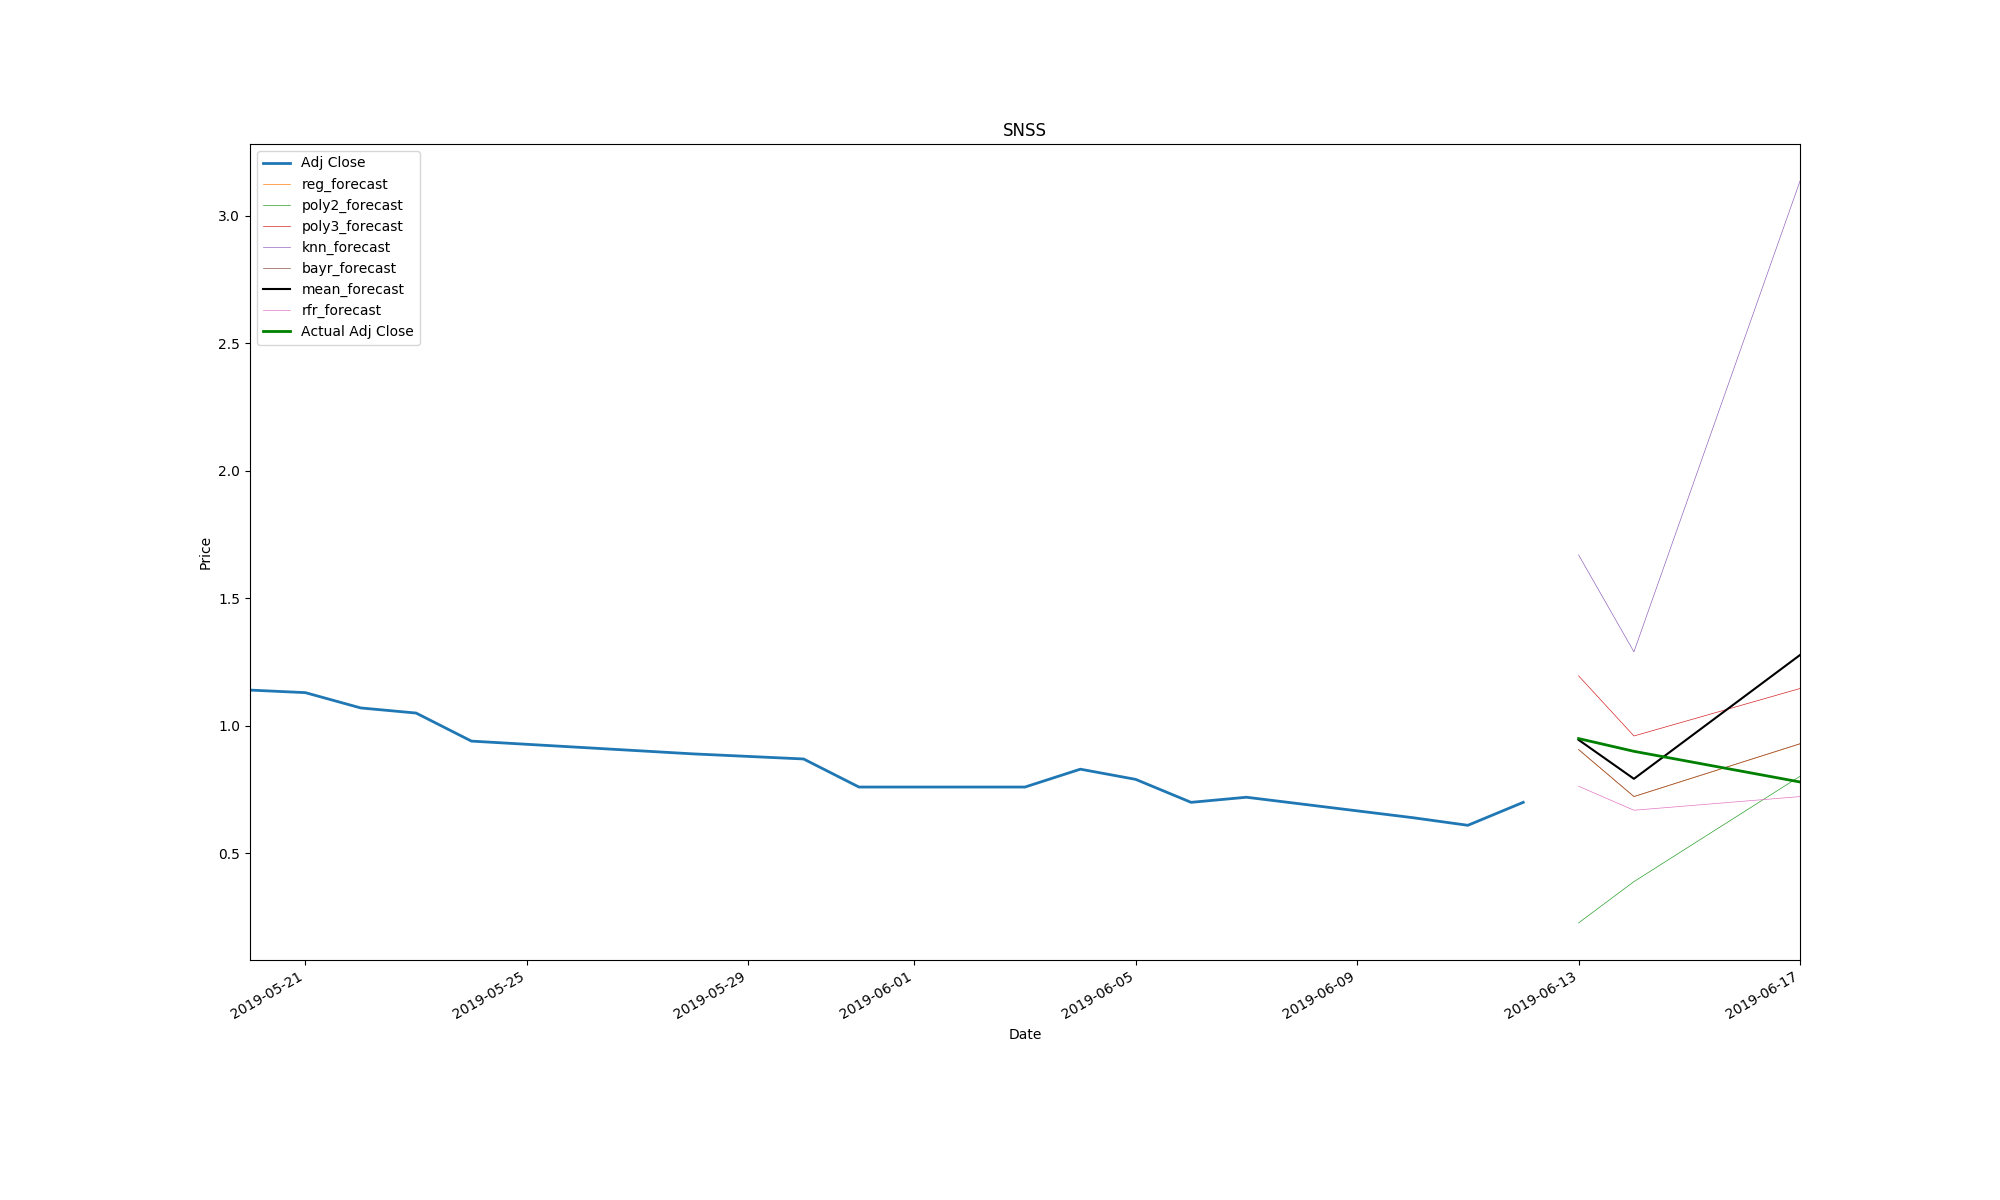 SNSS
Adj Close
reg_forecast
poly2_forecast
poly3_forecast
knn_forecast
bayr_forecast
mean_forecast
rfr_forecast
Actual Adj Close
3.0
2.5
2.0
1.5
1.0
0.5
Price
2019-05-21
2019-05-25
2019-05-29
2019-06-01
2019-06-05
2019-06-09
2019-06-13
2019-06-17
Date